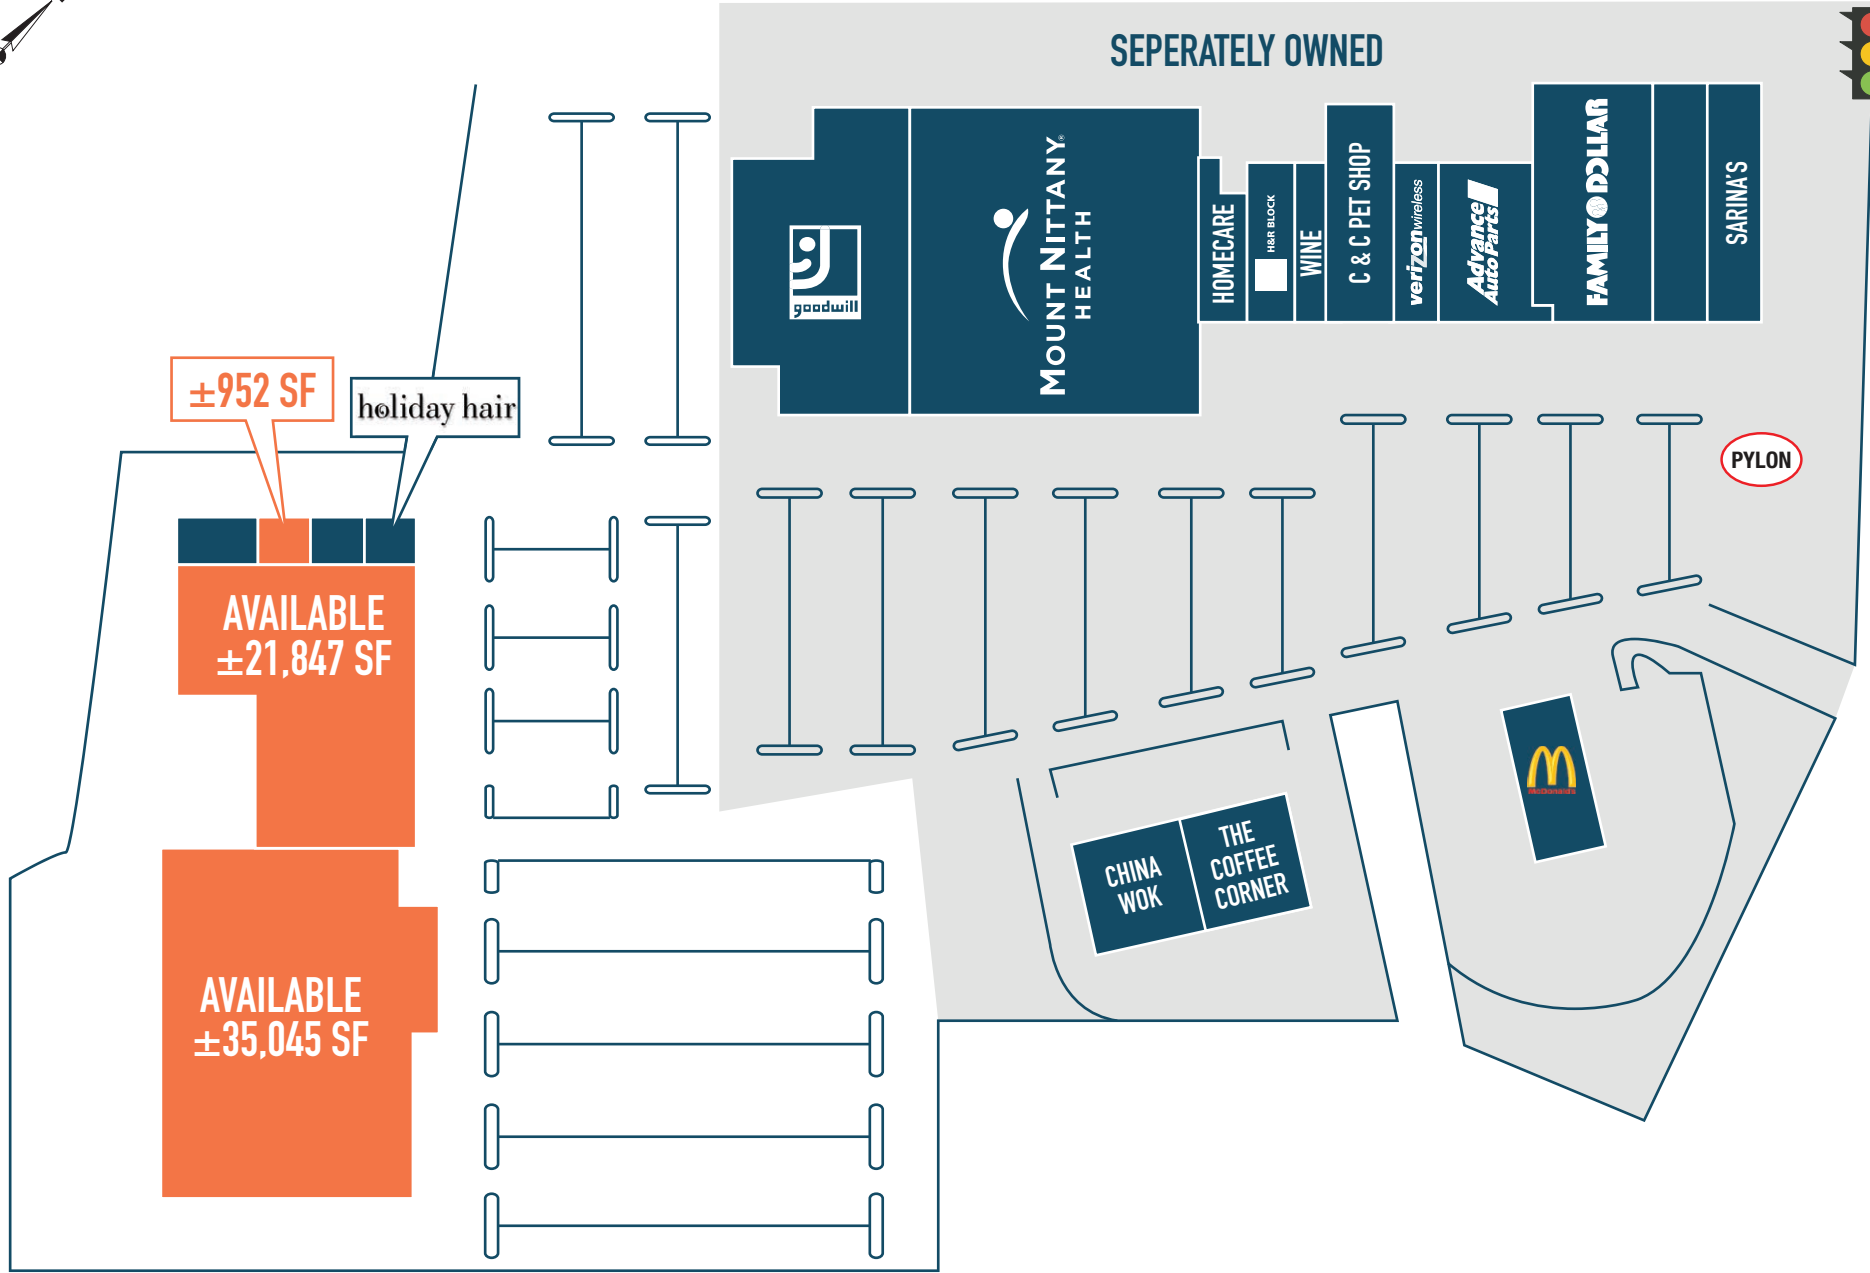 SEPERATELY OWNED
goodwill
MOUNT NITTANY
HEALTH
HOMECARE
H&R BLOCK
WINE
C & C PET SHOP
verizon wireless
Advance
Auto Parts
FAMILY DOLLAR
SARINA'S
±952 SF
holiday hair
PYLON
AVAILABLE
±21,847 SF
CHINA
WOK
THE
COFFEE
CORNER
McDonald's
AVAILABLE
±35,045 SF